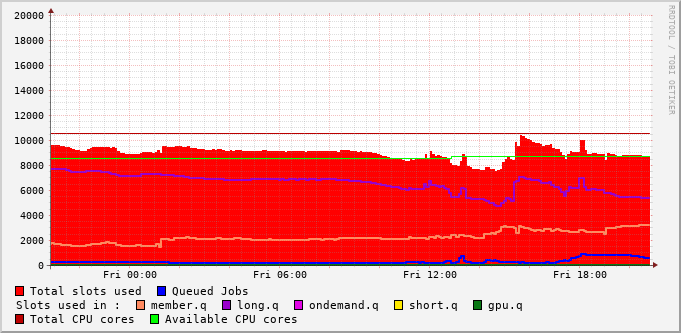 RRDTOOL / TOBI OETIKER
20000
18000
16000
14000
12000
10000
8000
6000
4000
2000
0
Fri 00:00 Fri 06:00 Fri 12:00 Fri 18:00
Total slots used Queued Jobs
Slots used in : member.q long.q ondemand.q short.q gpu.q
Total CPU cores Available CPU cores